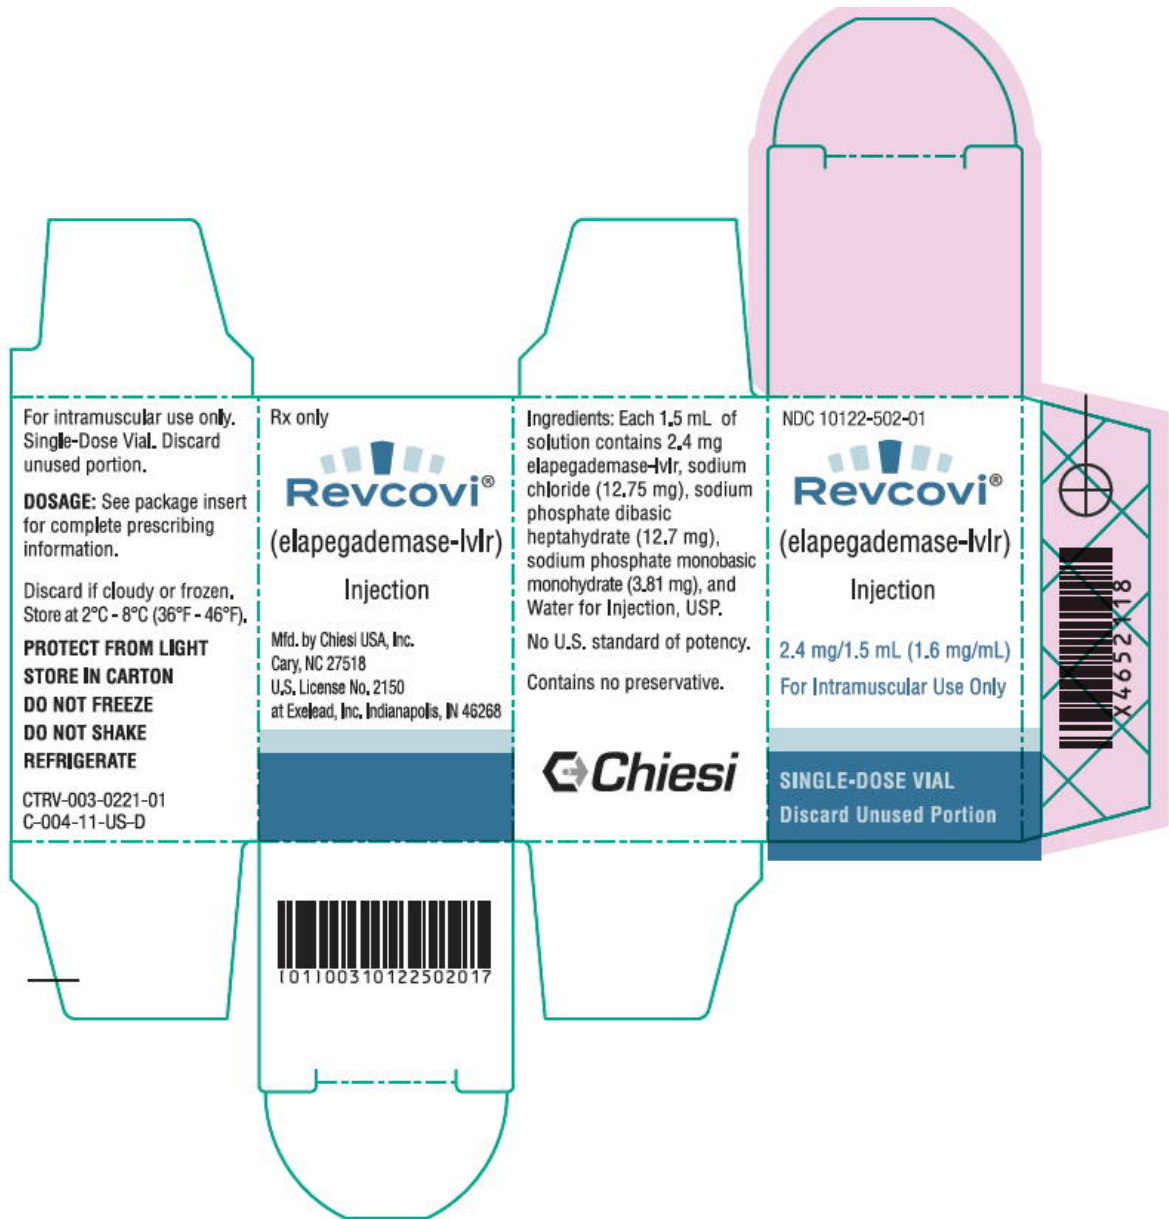 For intramuscular use only.
Single-Dose Vial. Discard
unused portion.
DOSAGE: See package insert
for complete prescribing
information.
Discard if cloudy or frozen.
Store at 2°C - 8°C (36°F - 46°F).
PROTECT FROM LIGHT
STORE IN CARTON
DO NOT FREEZE
DO NOT SHAKE
REFRIGERATE
CTRV-003-0221-01
C-004-11-US-D
Rx only
Revcovi®
(elapegademase-lvlr)
Injection
Mfd. by Chiesi USA, Inc.
Cary, NC 27518
U.S. License No. 2150
at Exelead, Inc. Indianapolis, IN 46268
(01)00310122502017
Ingredients: Each 1.5 mL of
solution contains 2.4 mg
elapegademase-lvlr, sodium
chloride (12.75 mg), sodium
phosphate dibasic
heptahydrate (12.7 mg),
sodium phosphate monobasic
monohydrate (3.81 mg), and
Water for Injection, USP.
No U.S. standard of potency.
Contains no preservative.
Chiesi
NDC 10122-502-01
Revcovi®
(elapegademase-lvlr)
Injection
2.4 mg/1.5 mL (1.6 mg/mL)
For Intramuscular Use Only
SINGLE-DOSE VIAL
Discard Unused Portion
X4652118